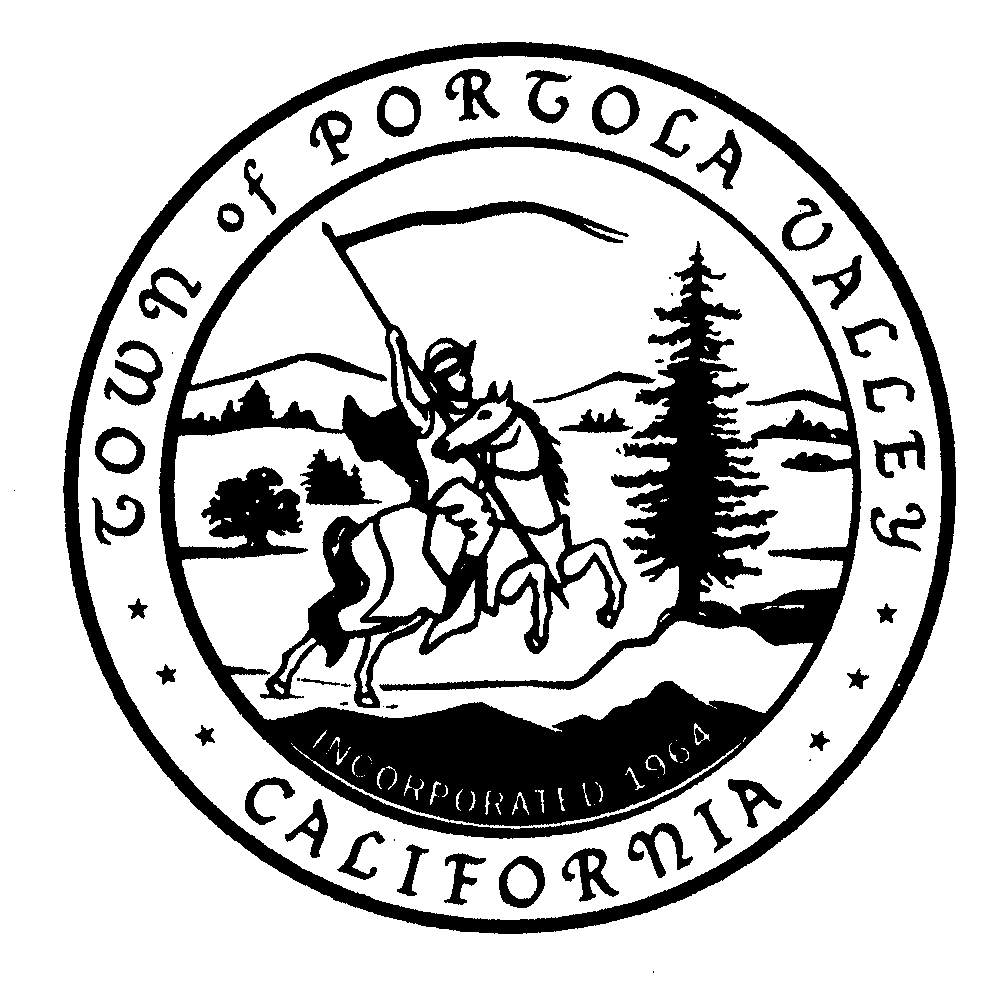 TOWN of PORTOLA VALLEY
INCORPORATED 1964
CALIFORNIA